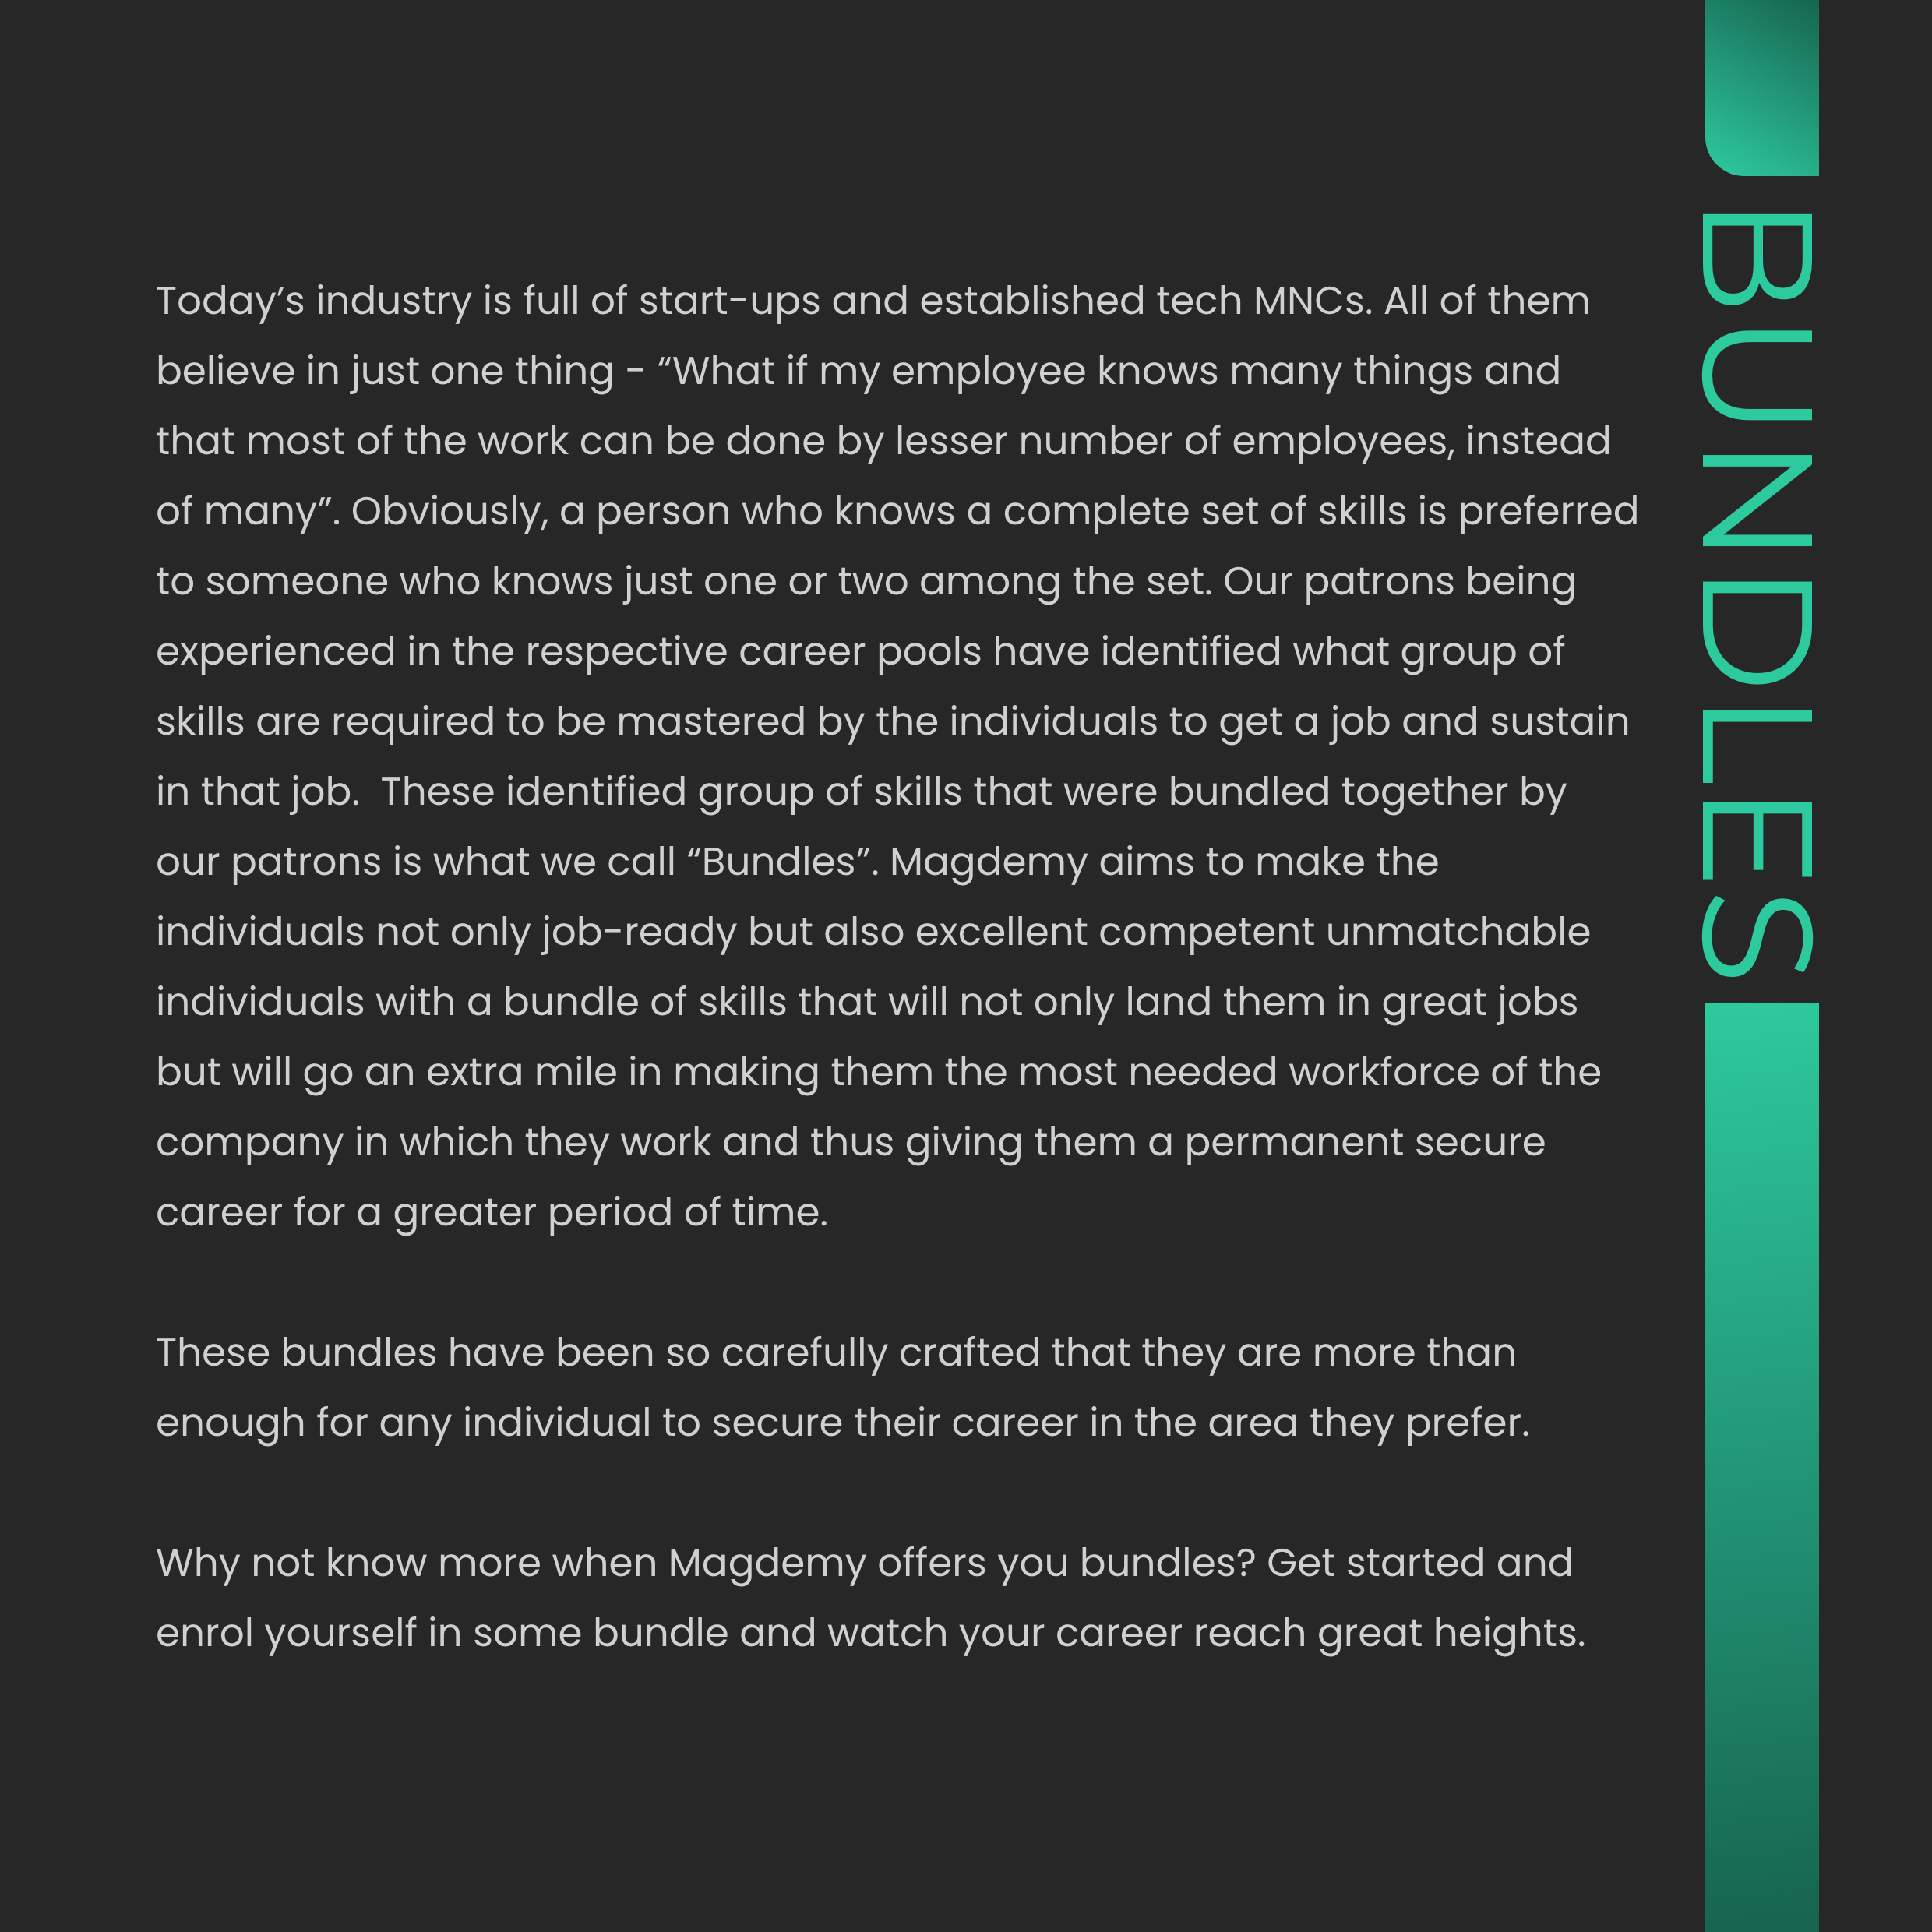 Today’s industry is full of start-ups and established tech MNCs. All of them
believe in just one thing - “What if my employee knows many things and
that most of the work can be done by lesser number of employees, instead
of many”. Obviously, a person who knows a complete set of skills is preferred
to someone who knows just one or two among the set. Our patrons being
experienced in the respective career pools have identified what group of
skills are required to be mastered by the individuals to get a job and sustain
in that job.  These identified group of skills that were bundled together by
our patrons is what we call “Bundles”. Magdemy aims to make the
individuals not only job-ready but also excellent competent unmatchable
individuals with a bundle of skills that will not only land them in great jobs
but will go an extra mile in making them the most needed workforce of the
company in which they work and thus giving them a permanent secure
career for a greater period of time.
These bundles have been so carefully crafted that they are more than
enough for any individual to secure their career in the area they prefer.
Why not know more when Magdemy offers you bundles? Get started and
enrol yourself in some bundle and watch your career reach great heights.
BUNDLES